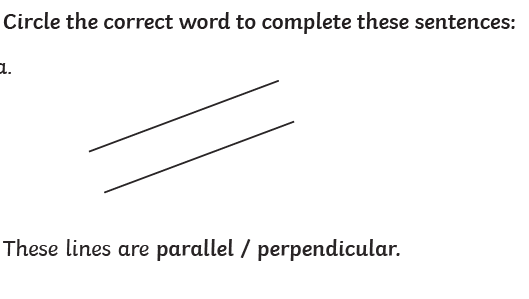 Circle the correct word to complete these sentences:
a.
These lines are parallel / perpendicular.